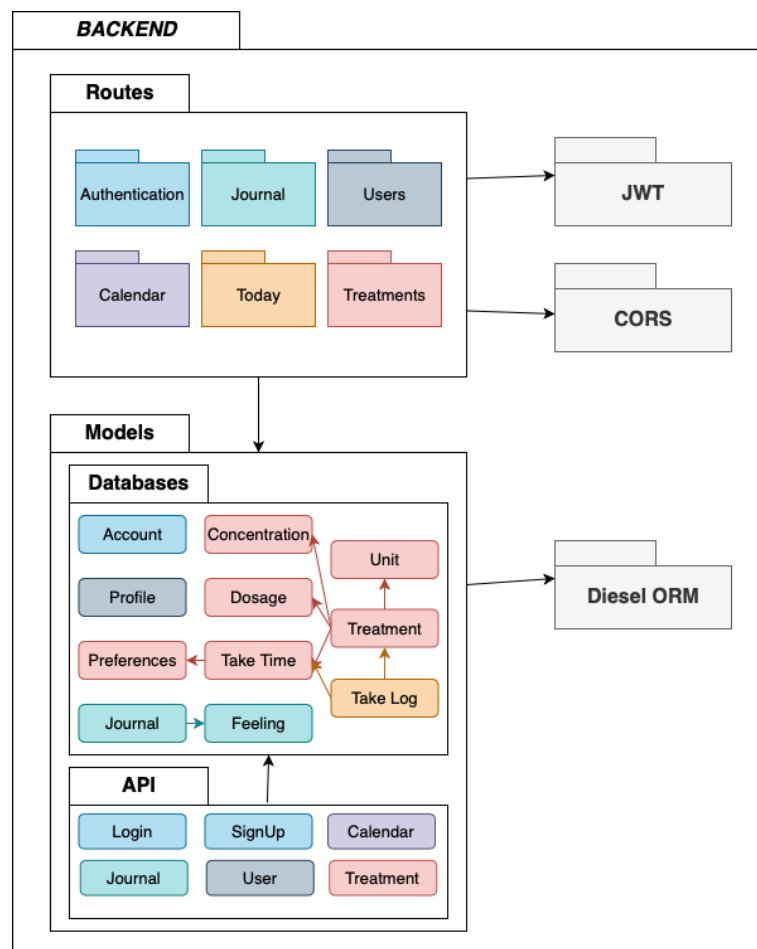 BACKEND
Routes
Authentication
Journal
Users
JWT
Calendar
Today
Treatments
CORS
Models
Databases
Account
Concentration
Unit
Profile
Dosage
Treatment
Diesel ORM
Preferences
Take Time
Take Log
Journal
Feeling
API
Login
SignUp
Calendar
Journal
User
Treatment